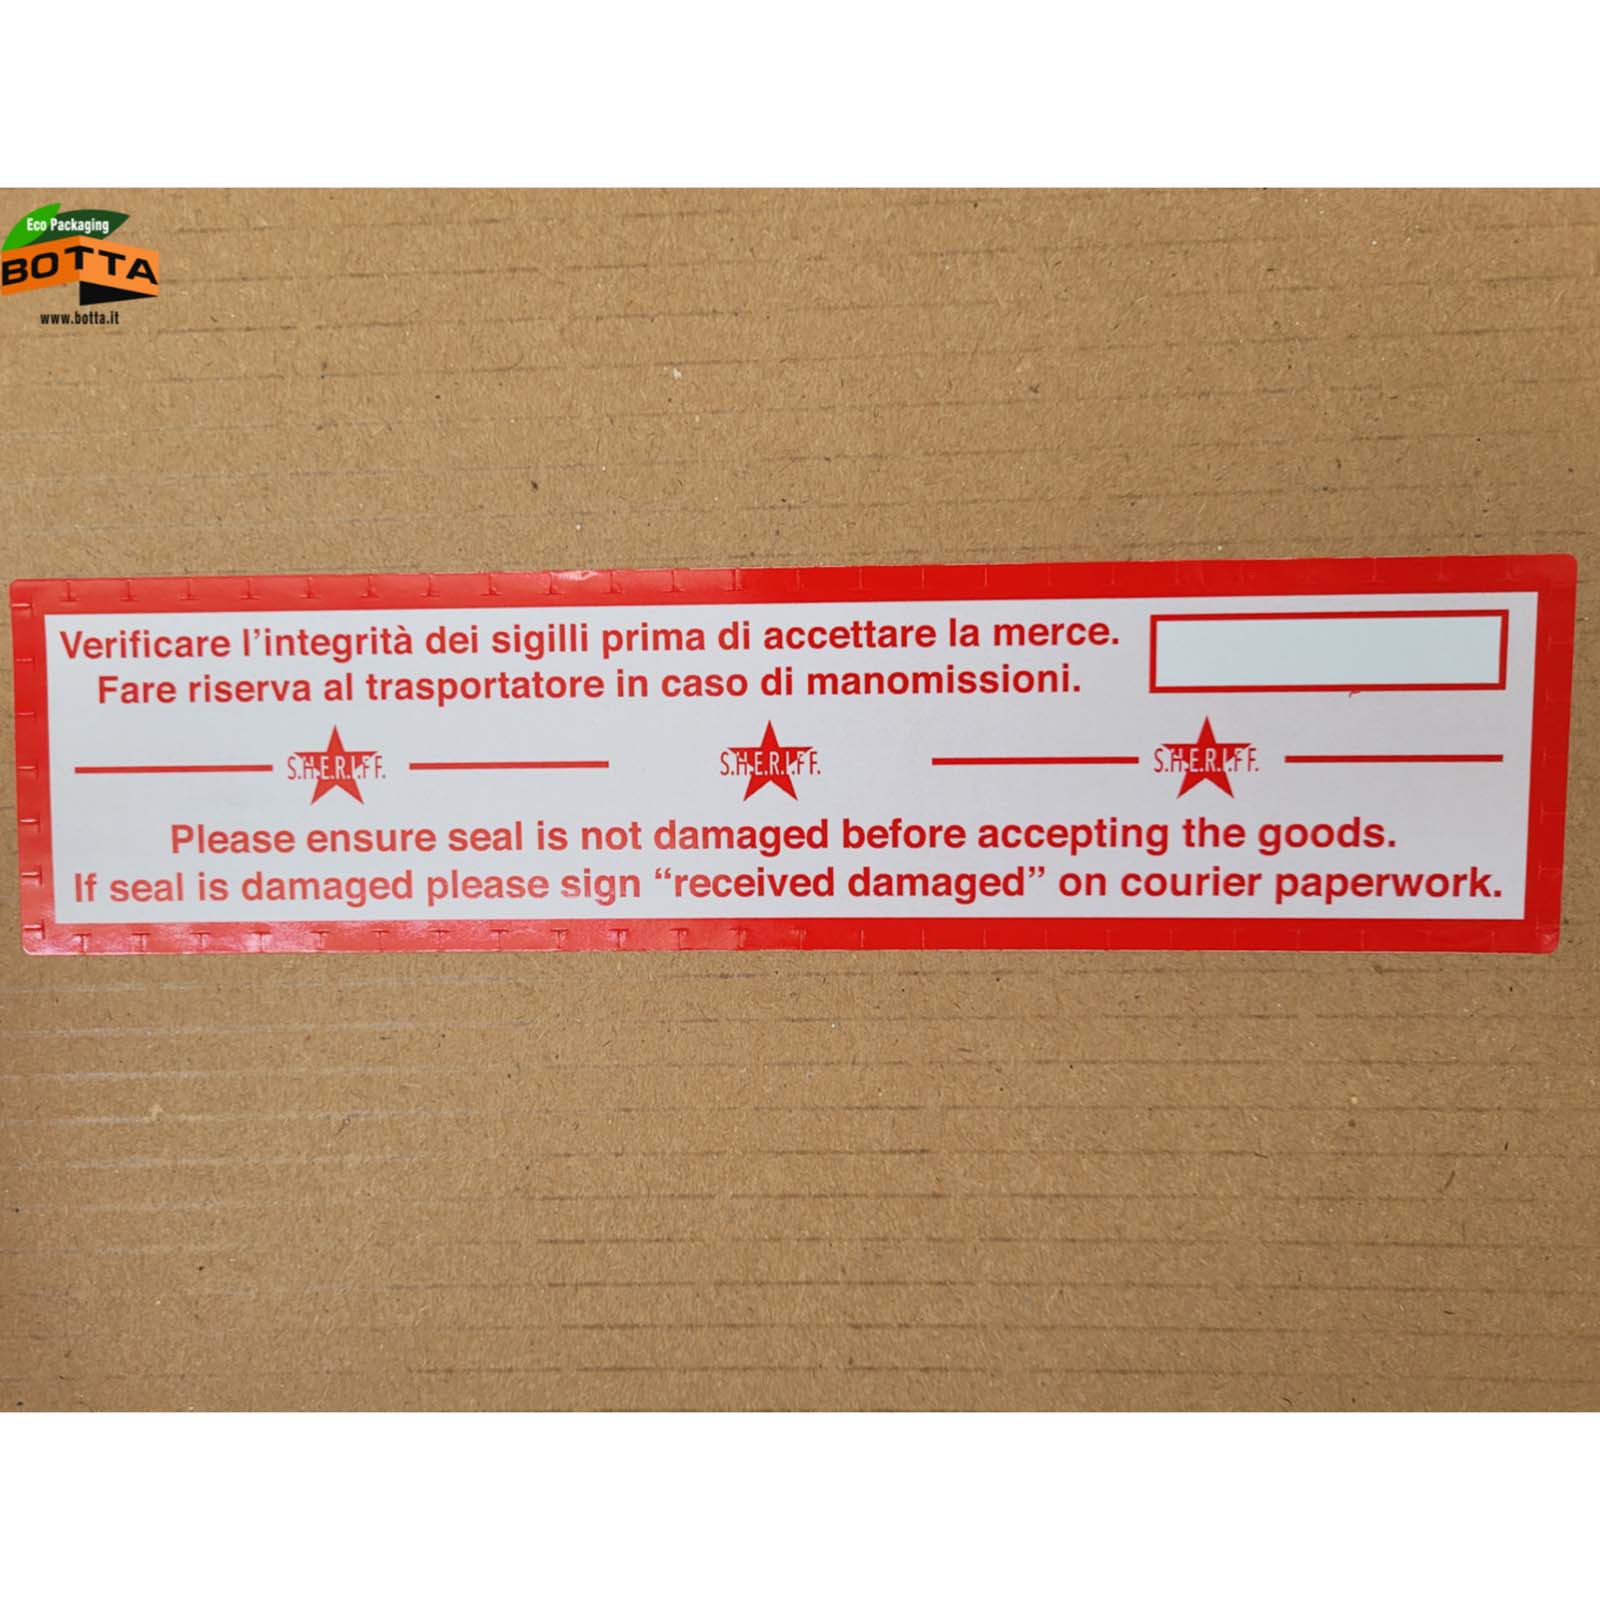 Eco Packaging
BOTTA
www.botta.it
Verificare l’integrità dei sigilli prima di accettare la merce.
Fare riserva al trasportatore in caso di manomissioni.
S.H.E.R.I.F.F. S.H.E.R.I.F.F. S.H.E.R.I.F.F.
Please ensure seal is not damaged before accepting the goods.
If seal is damaged please sign “received damaged” on courier paperwork.